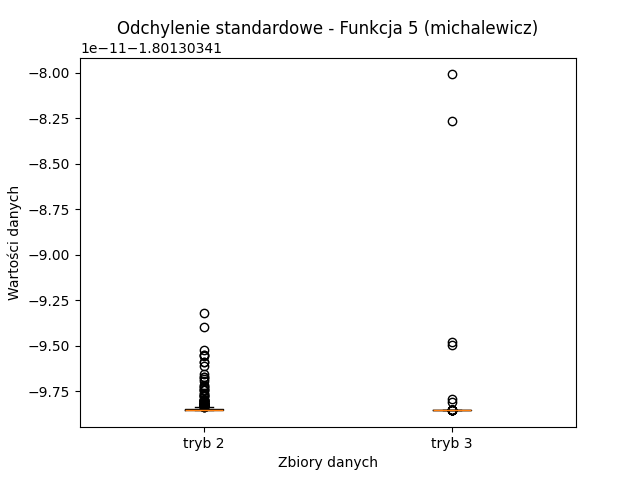 Odchylenie standardowe - Funkcja 5 (michalewicz)
1e−11−1.80130341
−8.00
−8.25
−8.50
−8.75
−9.00
−9.25
−9.50
−9.75
Wartości danych
tryb 2
tryb 3
Zbiory danych